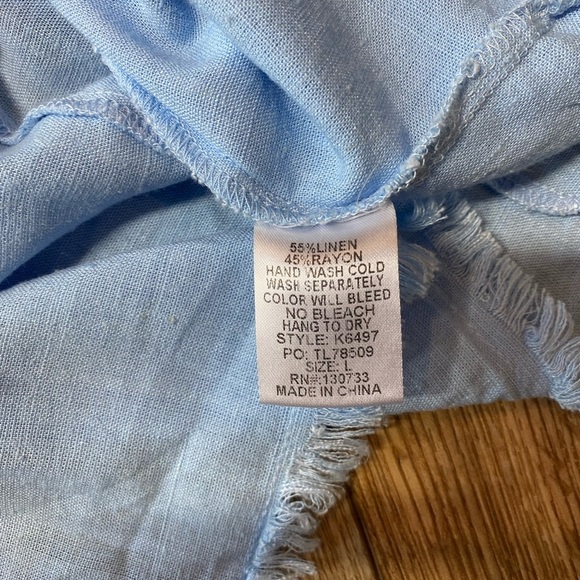 55%LINEN
45%RAYON
HAND WASH COLD
WASH SEPARATELY
COLOR WILL BLEED
NO BLEACH
HANG TO DRY
STYLE: K6497
PO: TL78509
SIZE: L
RN#:130733
MADE IN CHINA